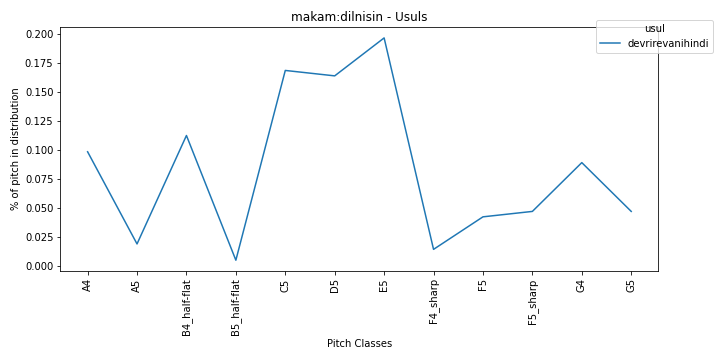 makam:dilnisin - Usuls
usul
devrirevanihindi
% of pitch in distribution
0.200
0.175
0.150
0.125
0.100
0.075
0.050
0.025
0.000
A4
A5
B4_half-flat
B5_half-flat
C5
D5
E5
F4_sharp
F5
F5_sharp
G4
G5
Pitch Classes